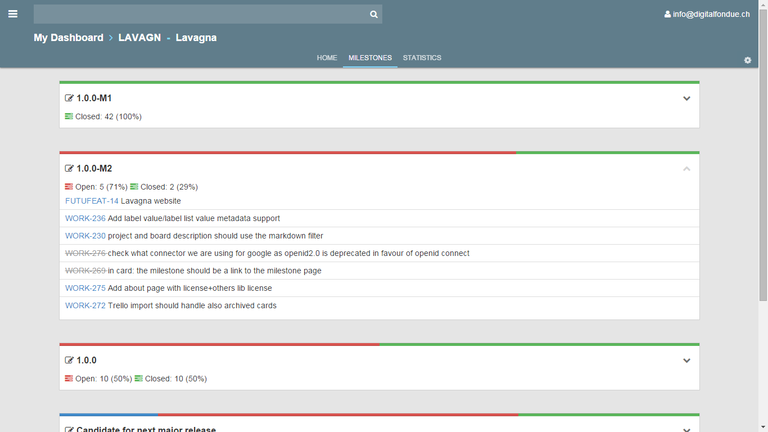 info@digitalfondue.ch
My Dashboard > LAVAGN - Lavagna
HOME MILESTONES STATISTICS
1.0.0-M1
Closed: 42 (100%)
1.0.0-M2
Open: 5 (71%) Closed: 2 (29%)
FUTUFEAT-14 Lavagna website
WORK-236 Add label value/label list value metadata support
WORK-230 project and board description should use the markdown filter
WORK-276 check what connector we are using for google as openid2.0 is deprecated in favour of openid connect
WORK-269 in card: the milestone should be a link to the milestone page
WORK-275 Add about page with license+others lib license
WORK-272 Trello import should handle also archived cards
1.0.0
Open: 10 (50%) Closed: 10 (50%)
Candidate for next major release